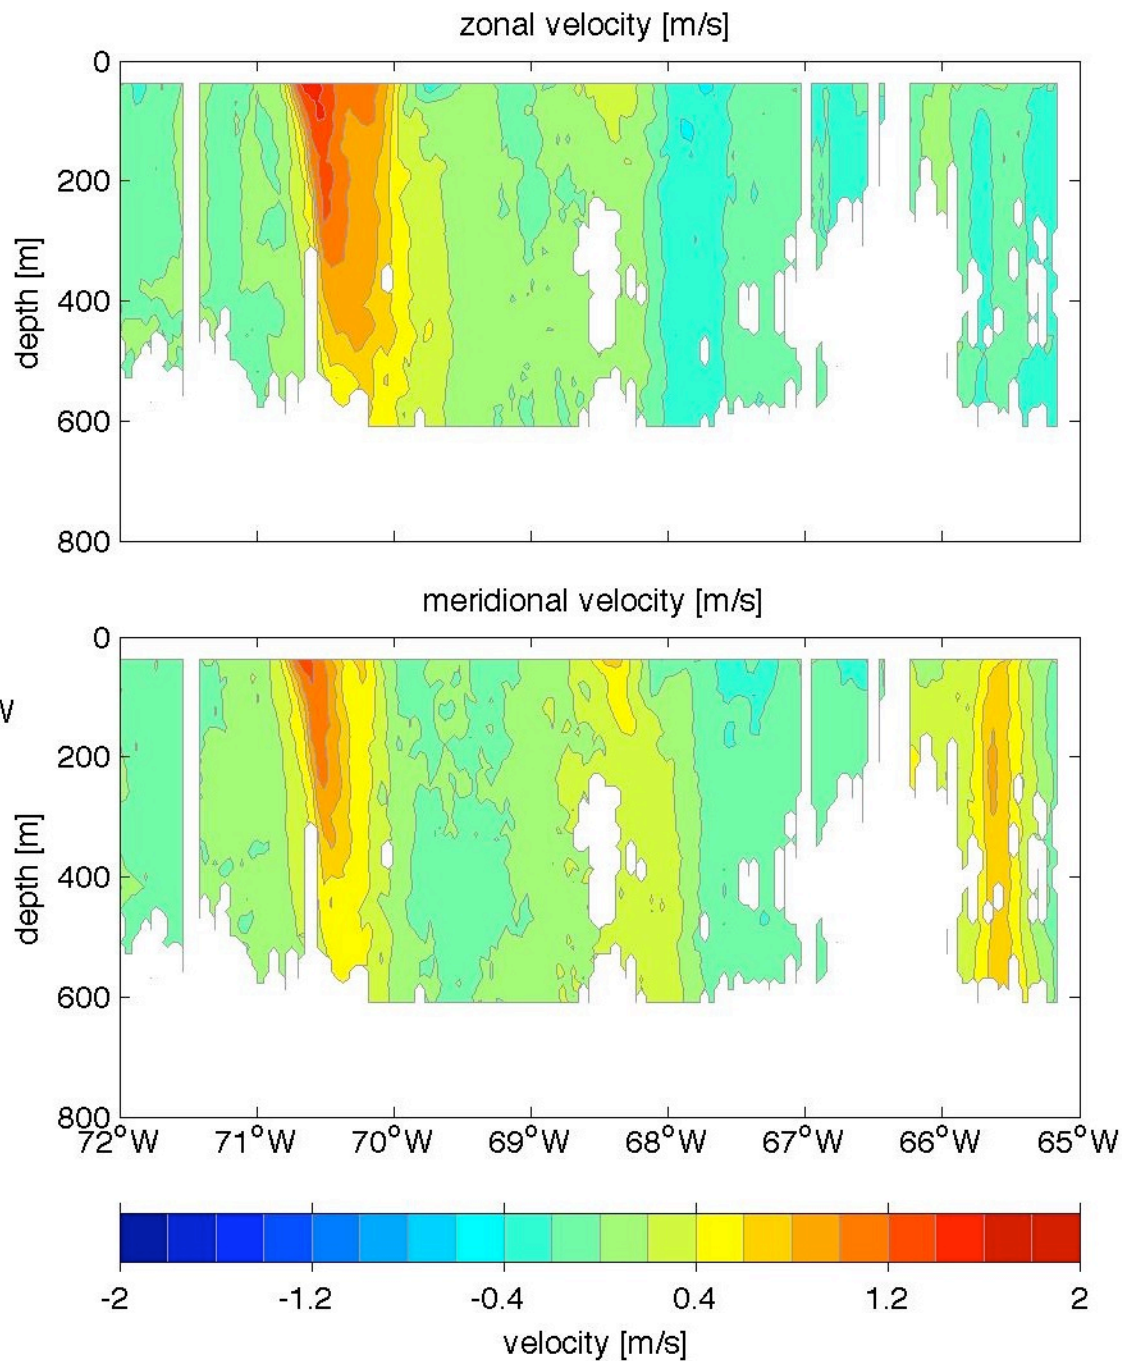 zonal velocity [m/s]
0
200
400
600
800
depth [m]
meridional velocity [m/s]
0
200
400
600
800
depth [m]
W
72°W 71°W 70°W 69°W 68°W 67°W 66°W 65°W
-2 -1.2 -0.4 0.4 1.2 2
velocity [m/s]